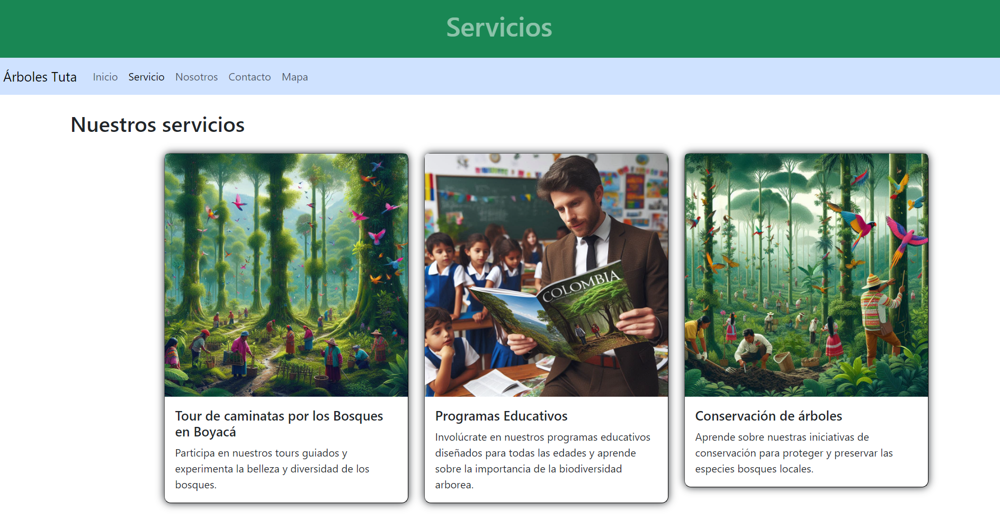 Servicios
Árboles Tuta Inicio Servicio Nosotros Contacto Mapa
Nuestros servicios
COLOMBIA
Tour de caminatas por los Bosques
en Boyacá
Participa en nuestros tours guiados y
experimenta la belleza y diversidad de los
bosques.
Programas Educativos
Involúcrate en nuestros programas educativos
diseñados para todas las edades y aprende
sobre la importancia de la biodiversidad
arborea.
Conservación de árboles
Aprende sobre nuestras iniciativas de
conservación para proteger y preservar las
especies bosques locales.